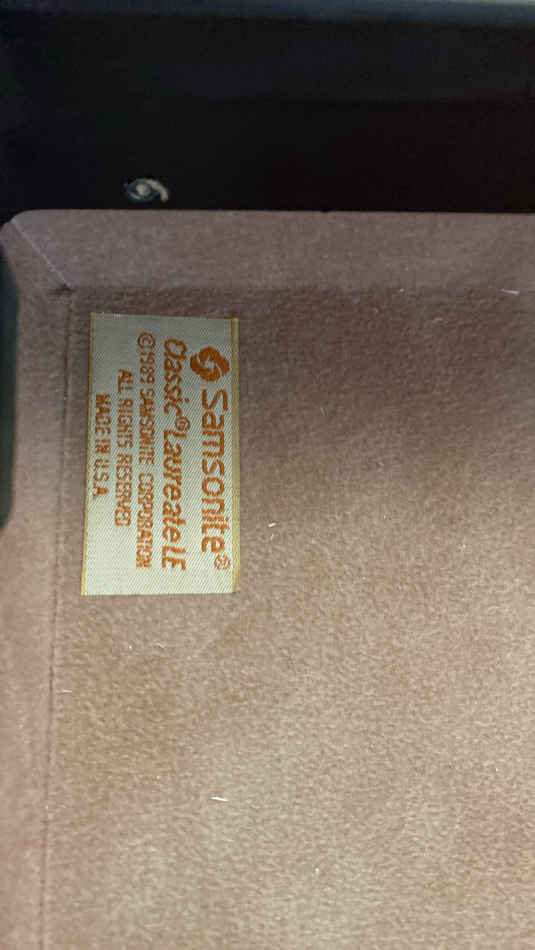 Samsonite®
Classic® Laureate LE
©1989 SAMSONITE CORPORATION
ALL RIGHTS RESERVED
MADE IN U.S.A.